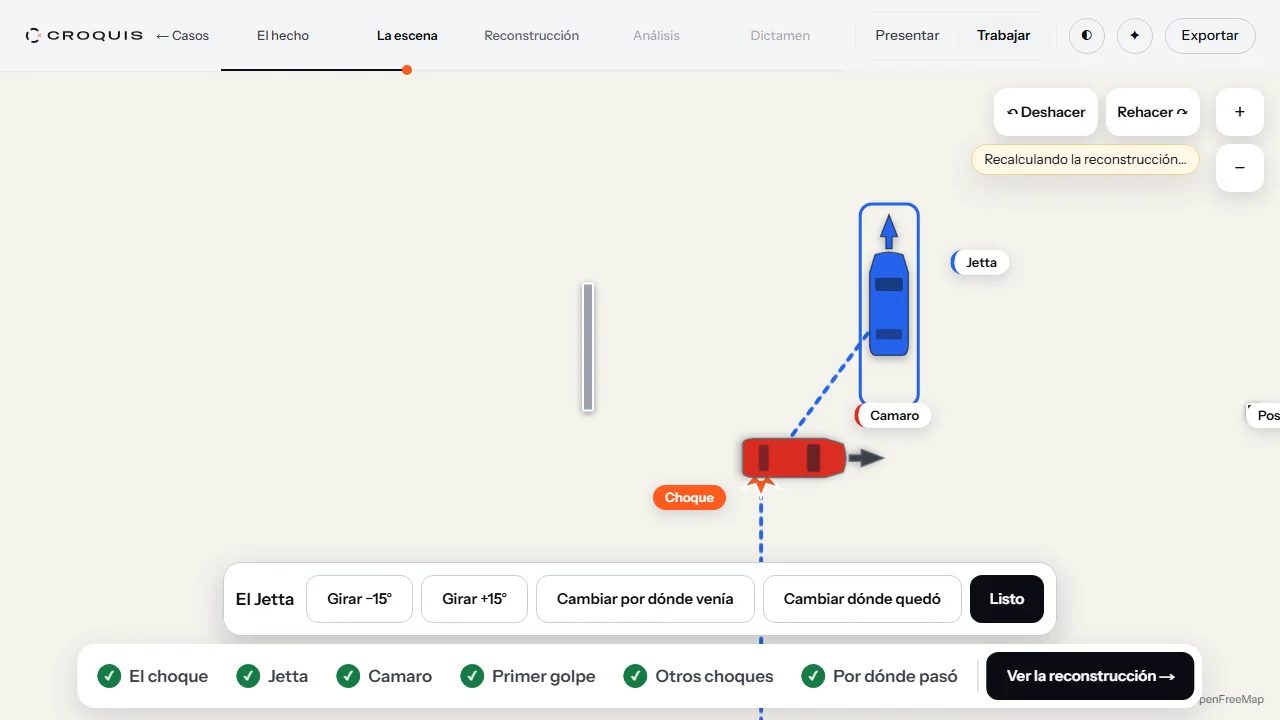 CROQUIS
← Casos
El hecho
La escena
Reconstrucción
Análisis
Dictamen
Presentar
Trabajar
Exportar
Deshacer
Rehacer
+
Recalculando la reconstrucción...
−
Jetta
Camaro
Pos
Choque
El Jetta
Girar −15°
Girar +15°
Cambiar por dónde venía
Cambiar dónde quedó
Listo
El choque
Jetta
Camaro
Primer golpe
Otros choques
Por dónde pasó
Ver la reconstrucción →
penFreeMap